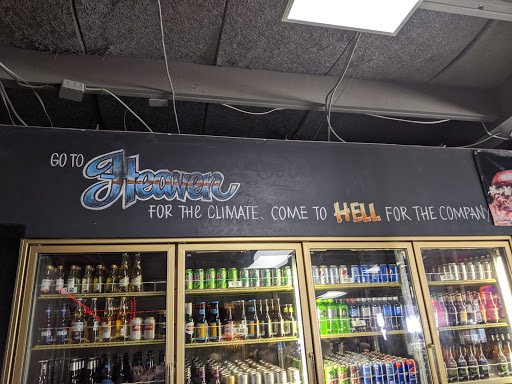 GO TO Heaven
FOR THE CLIMATE. COME TO HELL FOR THE COMPANY